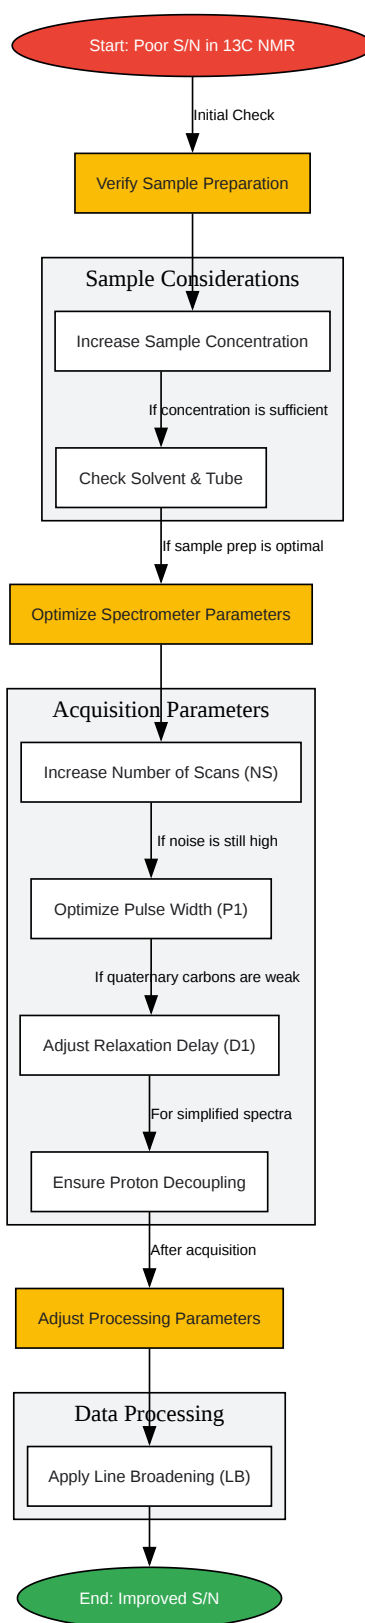 Start: Poor S/N in 13C NMR
Initial Check
Verify Sample Preparation
Sample Considerations
Increase Sample Concentration
If concentration is sufficient
Check Solvent & Tube
If sample prep is optimal
Optimize Spectrometer Parameters
Acquisition Parameters
Increase Number of Scans (NS)
If noise is still high
Optimize Pulse Width (P1)
If quaternary carbons are weak
Adjust Relaxation Delay (D1)
For simplified spectra
Ensure Proton Decoupling
After acquisition
Adjust Processing Parameters
Data Processing
Apply Line Broadening (LB)
End: Improved S/N